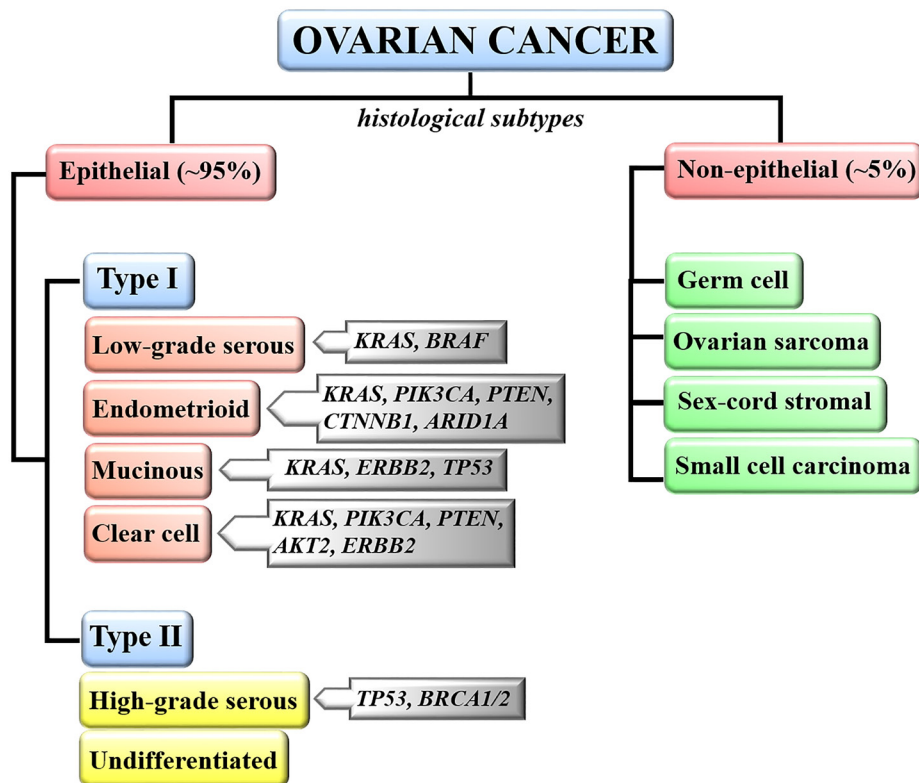 OVARIAN CANCER
histological subtypes
Epithelial (~95%)
Non-epithelial (~5%)
Type I
Low-grade serous
KRAS, BRAF
Endometrioid
KRAS, PIK3CA, PTEN,
CTNNB1, ARID1A
Mucinous
KRAS, ERBB2, TP53
Clear cell
KRAS, PIK3CA, PTEN,
AKT2, ERBB2
Type II
High-grade serous
TP53, BRCA1/2
Undifferentiated
Germ cell
Ovarian sarcoma
Sex-cord stromal
Small cell carcinoma